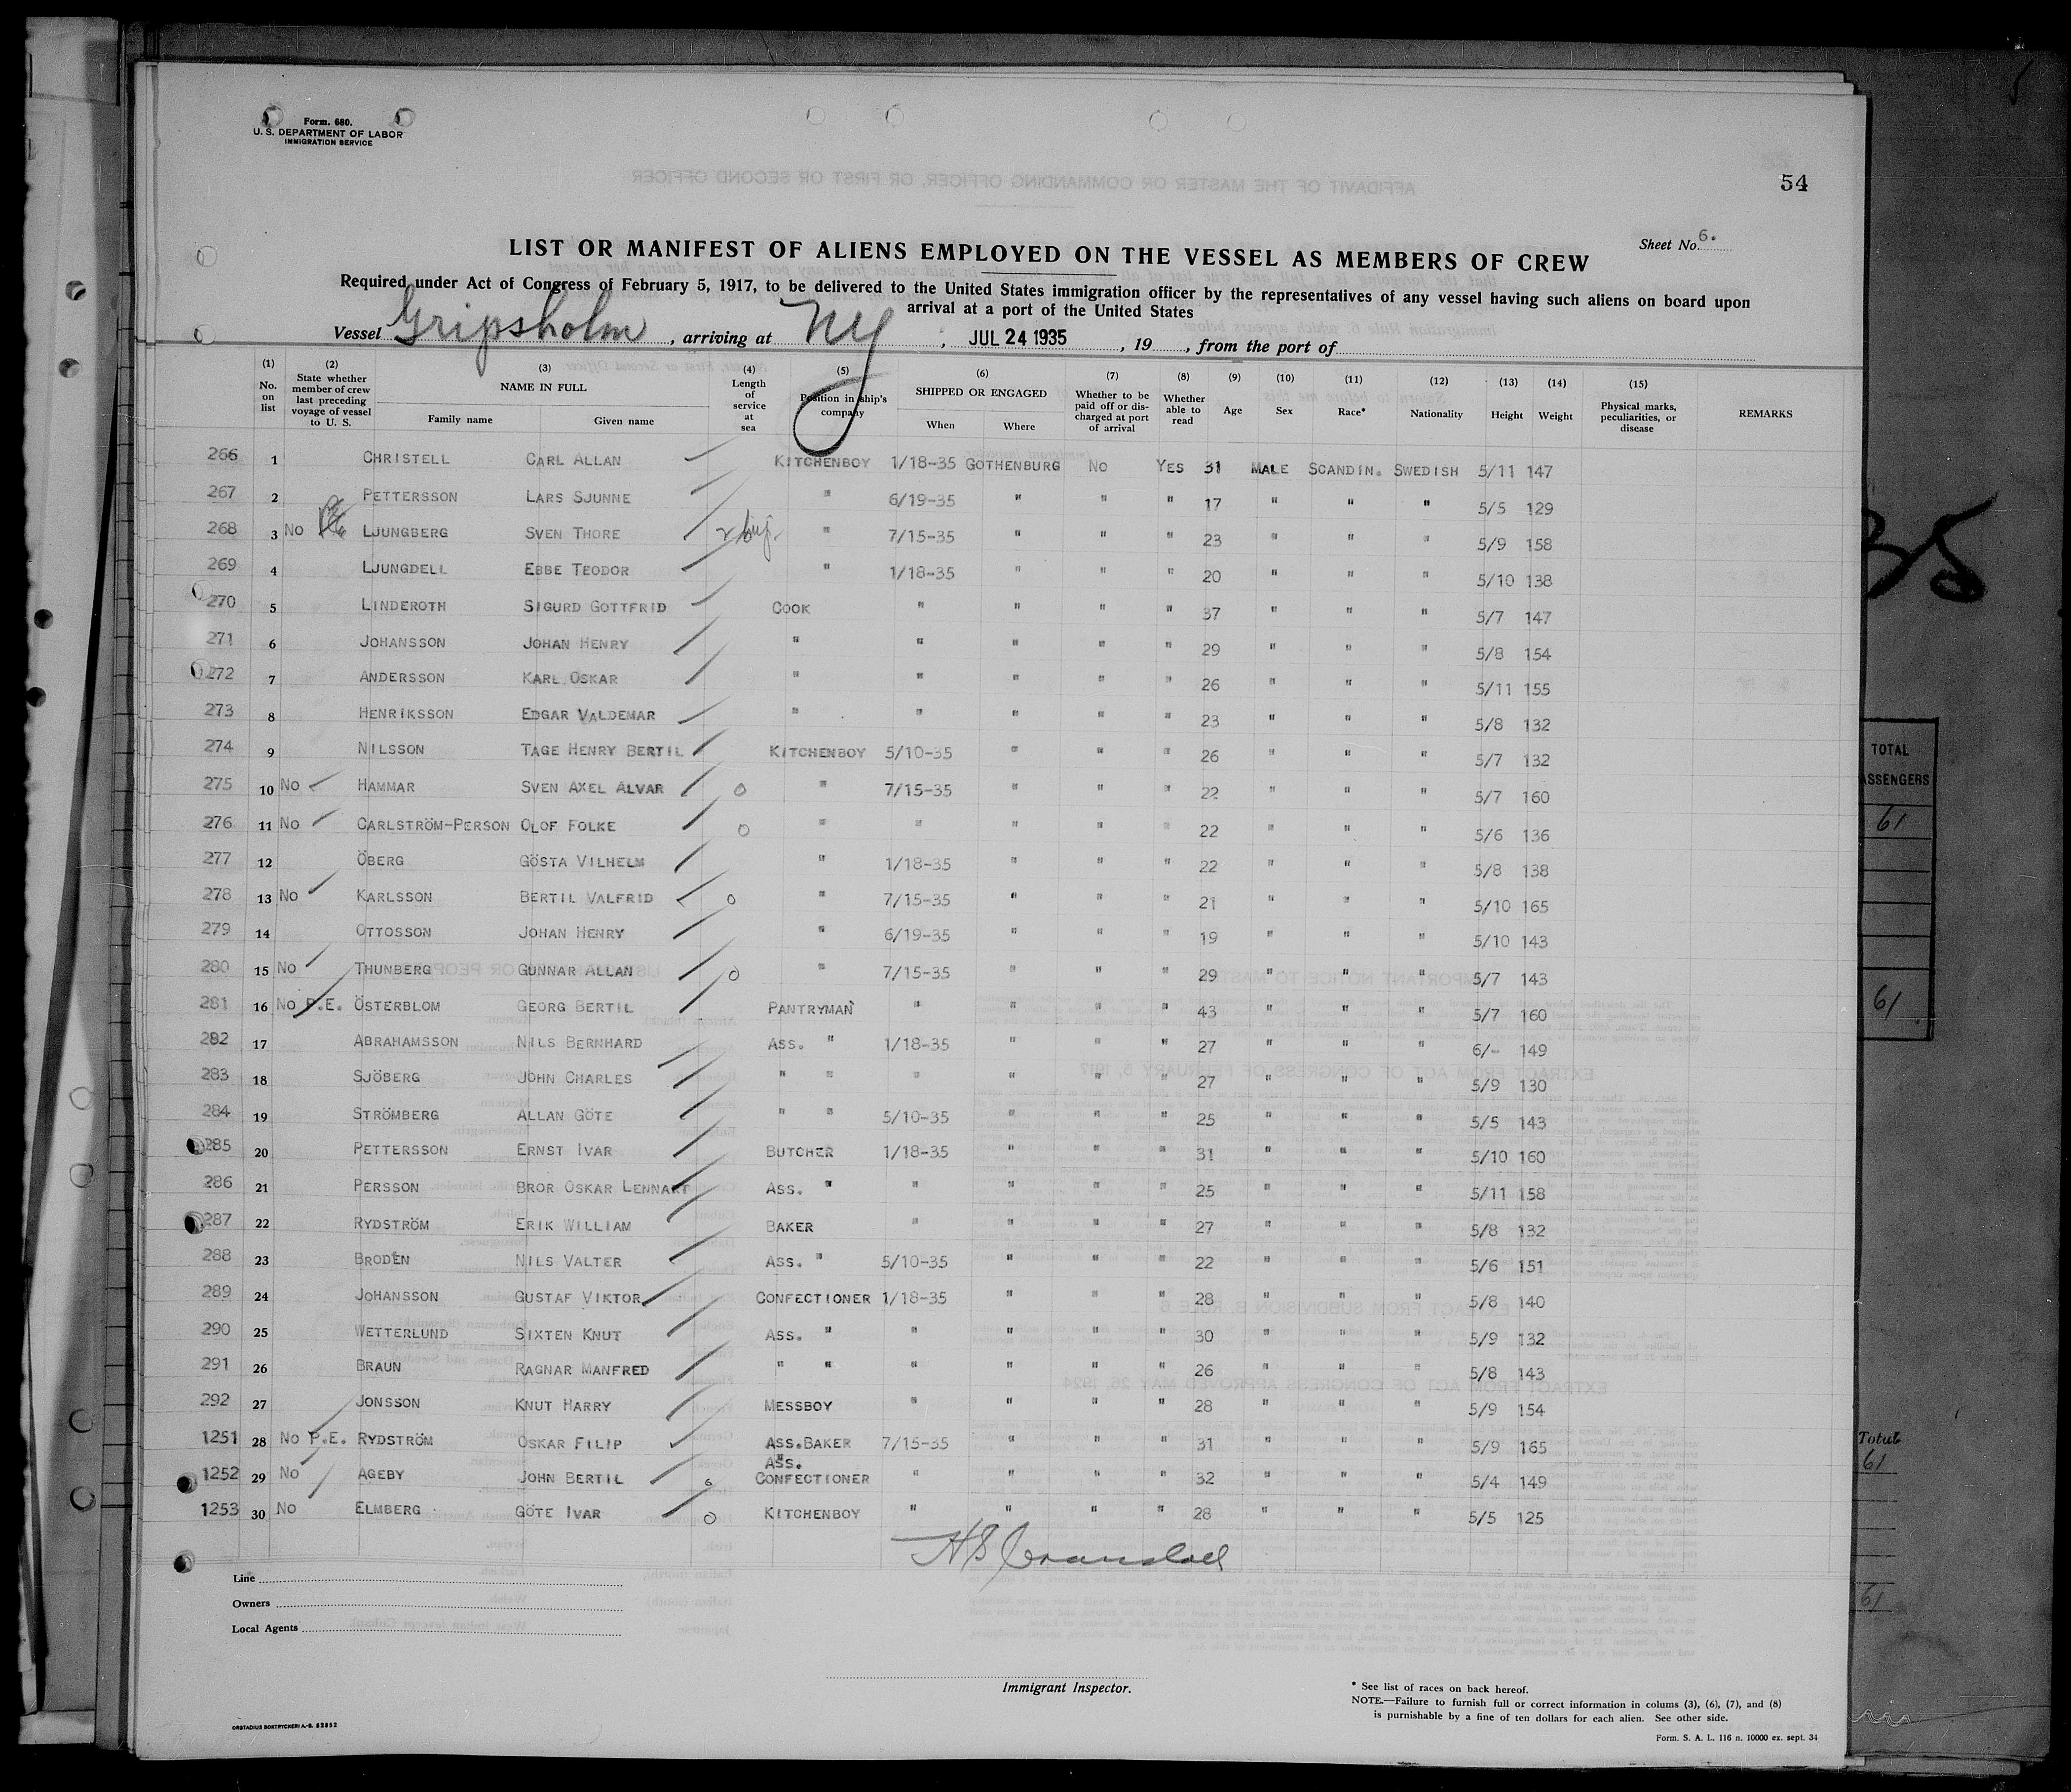 Form. 680.
U. S. DEPARTMENT OF LABOR
IMMIGRATION SERVICE
54
Sheet No. 6.
LIST OR MANIFEST OF ALIENS EMPLOYED ON THE VESSEL AS MEMBERS OF CREW
Required under Act of Congress of February 5, 1917, to be delivered to the United States immigration officer by the representatives of any vessel having such aliens on board upon
arrival at a port of the United States
Vessel Gripsholm, arriving at NY, JUL 24 1935, 19, from the port of
(1) No. on list (2) State whether member of crew last preceding voyage of vessel to U. S. (3) NAME IN FULL Family name Given name (4) Length of service at sea (5) Position in ship's company (6) SHIPPED OR ENGAGED When Where (7) Whether to be paid off or discharged at port of arrival (8) Whether able to read (9) Age (10) Sex (11) Race* (12) Nationality (13) Height (14) Weight (15) Physical marks, peculiarities, or disease REMARKS
266 1 CHRISTELL CARL ALLAN KITCHENBOY 1/18-35 GOTHENBURG NO YES 31 MALE SCANDIN. SWEDISH 5/11 147
267 2 PETTERSSON LARS SJUNNE " 6/19-35 " " " 17 " " " 5/5 129
268 3 NO LJUNGBERG SVEN THORE " 7/15-35 " " " 23 " " " 5/9 158
269 4 LJUNGDELL EBBE TEODOR " 1/18-35 " " " 20 " " " 5/10 138
270 5 LINDEROTH SIGURD GOTTFRID COOK " " " " 37 " " " 5/7 147
271 6 JOHANSSON JOHAN HENRY " " " " " 29 " " " 5/8 154
272 7 ANDERSSON KARL OSKAR " " " " " 26 " " " 5/11 155
273 8 HENRIKSSON EDGAR VALDEMAR " " " " " 23 " " " 5/8 132
274 9 NILSSON TAGE HENRY BERTIL KITCHENBOY 5/10-35 " " " 26 " " " 5/7 132
275 10 NO HAMMAR SVEN AXEL ALVAR 0 " 7/15-35 " " " 22 " " " 5/7 160
276 11 NO CARLSTRÖM-PERSON OLOF FOLKE 0 " " " " " 22 " " " 5/6 136
277 12 ÖBERG GÖSTA VILHELM " 1/18-35 " " " 22 " " " 5/8 138
278 13 NO KARLSSON BERTIL VALFRID 0 " 7/15-35 " " " 21 " " " 5/10 165
279 14 OTTOSSON JOHAN HENRY " 6/19-35 " " " 19 " " " 5/10 143
280 15 NO THUNBERG GUNNAR ALLAN 0 " 7/15-35 " " " 29 " " " 5/7 143
281 16 NO P.E. ÖSTERBLOM GEORG BERTIL PANTRYMAN " " " " 43 " " " 5/7 160
282 17 ABRAHAMSSON NILS BERNHARD ASS. " 1/18-35 " " " 27 " " " 6/- 149
283 18 SJÖBERG JOHN CHARLES " " " " " " 27 " " " 5/9 130
284 19 STRÖMBERG ALLAN GÖTE " " 5/10-35 " " " 25 " " " 5/5 143
285 20 PETTERSSON ERNST IVAR BUTCHER 1/18-35 " " " 31 " " " 5/10 160
286 21 PERSSON BROR OSKAR LENNART ASS. " " " " " 25 " " " 5/11 158
287 22 RYDSTRÖM ERIK WILLIAM BAKER " " " " 27 " " " 5/8 132
288 23 BRODÉN NILS VALTER ASS. " 5/10-35 " " " 22 " " " 5/6 151
289 24 JOHANSSON GUSTAF VIKTOR CONFECTIONER 1/18-35 " " " 28 " " " 5/8 140
290 25 WETTERLUND SIXTEN KNUT ASS. " " " " " 30 " " " 5/9 132
291 26 BRAUN RAGNAR MANFRED " " " " " " 26 " " " 5/8 143
292 27 JONSSON KNUT HARRY MESSBOY " " " " 28 " " " 5/9 154
1251 28 NO P.E. RYDSTRÖM OSKAR FILIP ASS.BAKER 7/15-35 " " " 31 " " " 5/9 165
1252 29 NO AGEBY JOHN BERTIL ASS. CONFECTIONER " " " " 32 " " " 5/4 149
1253 30 NO ELMBERG GÖTE IVAR 0 KITCHENBOY " " " " 28 " " " 5/5 125
Line
Owners
Local Agents
Immigrant Inspector.
* See list of races on back hereof.
NOTE.—Failure to furnish full or correct information in colums (3), (6), (7), and (8)
is punishable by a fine of ten dollars for each alien. See other side.
ORSTADIUS BOKTRYCKERI A.-B. 52852
Form. S. A. L. 116 n. 10000 ex. sept. 34
TOTAL
ASSENGERS
61
61
Total
61
61